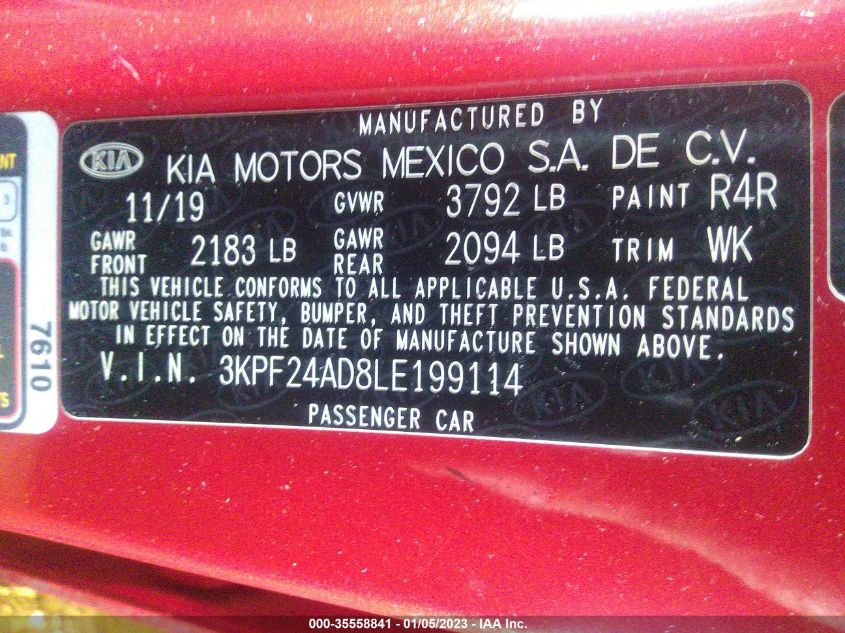 MANUFACTURED BY
KIA KIA MOTORS MEXICO S.A. DE C.V.
11/19 GVWR 3792 LB PAINT R4R
GAWR FRONT 2183 LB GAWR REAR 2094 LB TRIM WK
THIS VEHICLE CONFORMS TO ALL APPLICABLE U.S.A. FEDERAL
MOTOR VEHICLE SAFETY, BUMPER, AND THEFT PREVENTION STANDARDS
IN EFFECT ON THE DATE OF MANUFACTURE SHOWN ABOVE.
V.I.N. 3KPF24AD8LE199114
PASSENGER CAR
7610
000-35558841 - 01/05/2023 - IAA Inc.